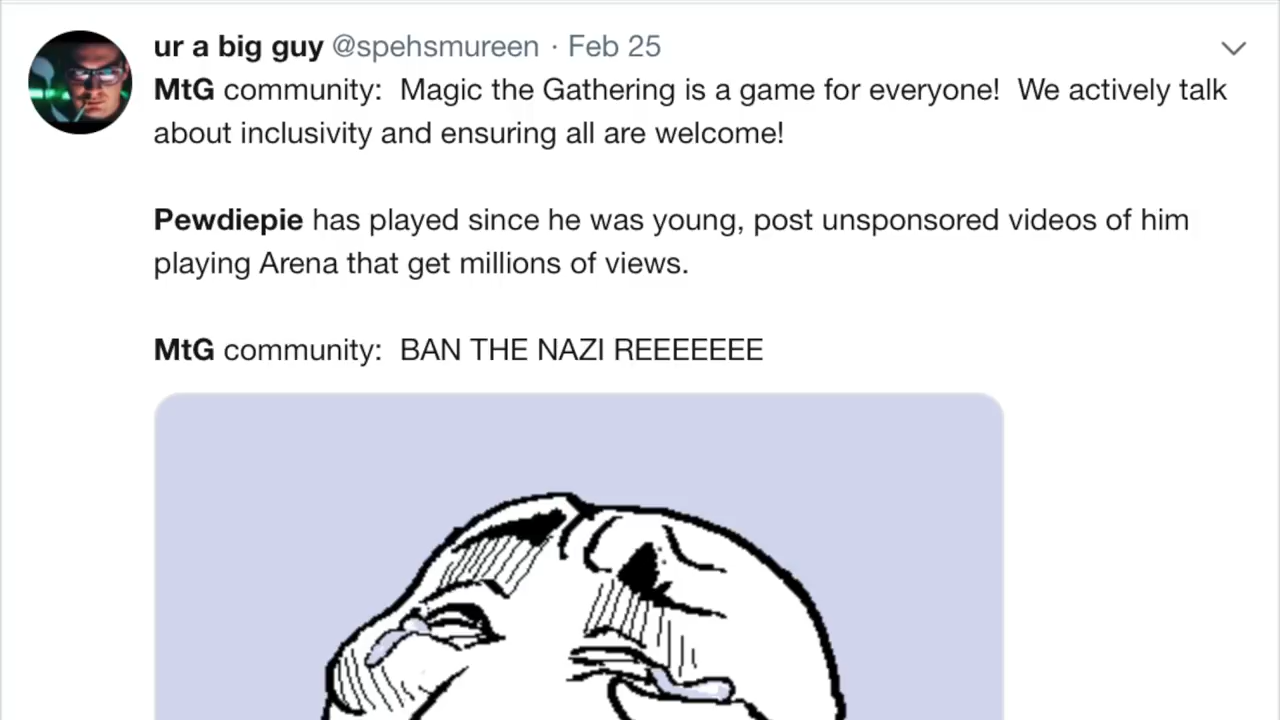 ur a big guy @spehsmureen · Feb 25
MtG community:  Magic the Gathering is a game for everyone!  We actively talk
about inclusivity and ensuring all are welcome!
Pewdiepie has played since he was young, post unsponsored videos of him
playing Arena that get millions of views.
MtG community:  BAN THE NAZI REEEEEEE